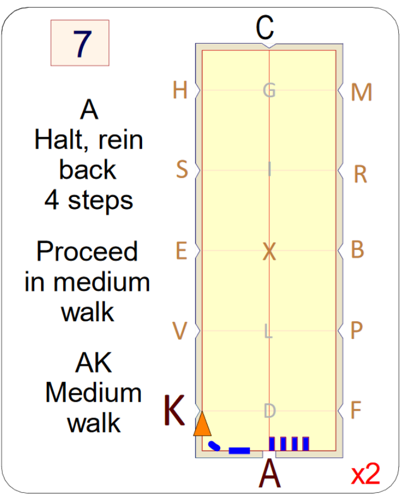 7
A
Halt, rein
back
4 steps
Proceed
in medium
walk
AK
Medium
walk
C
H G M
S I R
E X B
V L P
K D F
A
x2